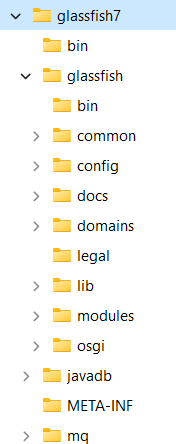 glassfish7
bin
glassfish
bin
common
config
docs
domains
legal
lib
modules
osgi
javadb
META-INF
mq